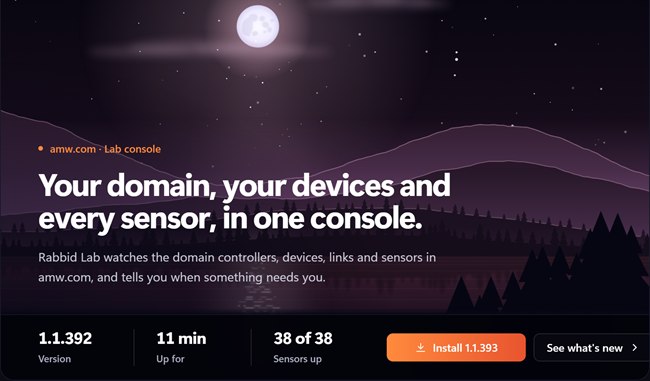 amw.com · Lab console
Your domain, your devices and
every sensor, in one console.
Rabbid Lab watches the domain controllers, devices, links and sensors in
amw.com, and tells you when something needs you.
1.1.392
Version
11 min
Up for
38 of 38
Sensors up
Install 1.1.393
See what's new